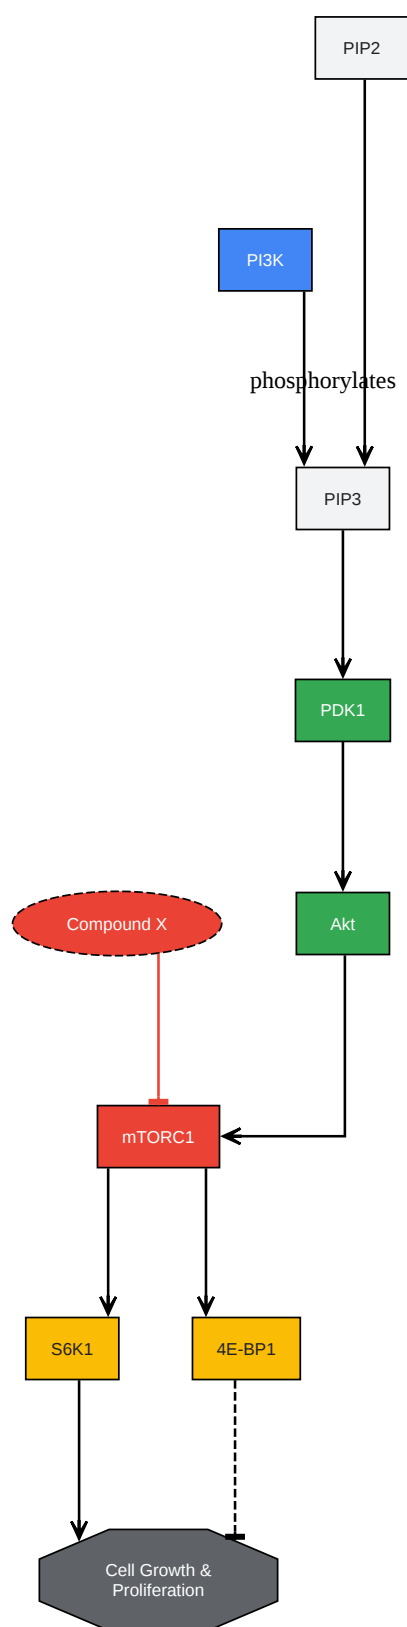 PIP2
PI3K
phosphorylates
PIP3
PDK1
Compound X
Akt
mTORC1
S6K1
4E-BP1
Cell Growth &
Proliferation